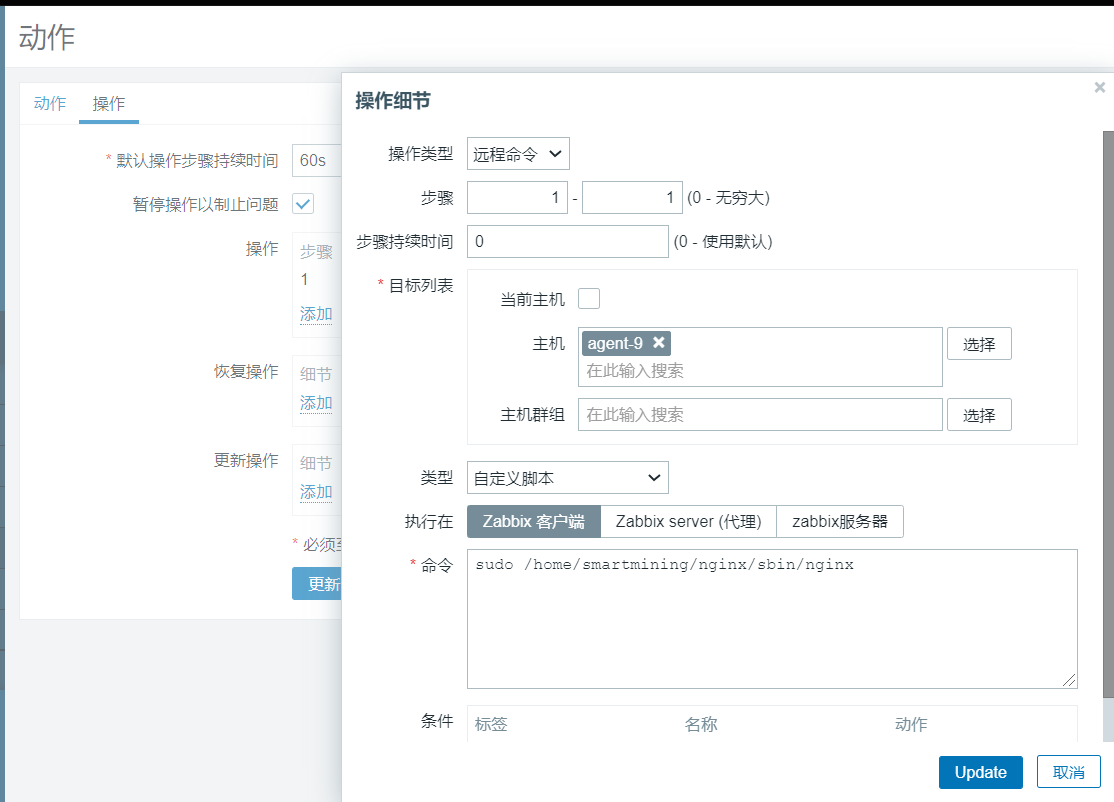 动作
动作 操作
* 默认操作步骤持续时间 60s
暂停操作以制止问题
操作 步骤
1
添加
恢复操作 细节
添加
更新操作 细节
添加
* 必须
更新
操作细节
操作类型 远程命令
步骤 1 - 1 (0 - 无穷大)
步骤持续时间 0 (0 - 使用默认)
* 目标列表
当前主机
主机 agent-9 选择
在此输入搜索
主机群组 在此输入搜索 选择
类型 自定义脚本
执行在 Zabbix 客户端 Zabbix server (代理) zabbix服务器
* 命令 sudo /home/smartmining/nginx/sbin/nginx
条件 标签 名称 动作
Update 取消